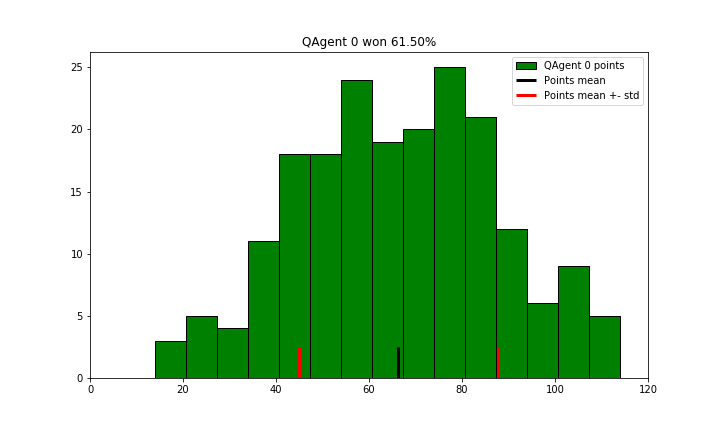 QAgent 0 won 61.50%
QAgent 0 points
Points mean
Points mean +- std
25
20
15
10
5
0
0 20 40 60 80 100 120